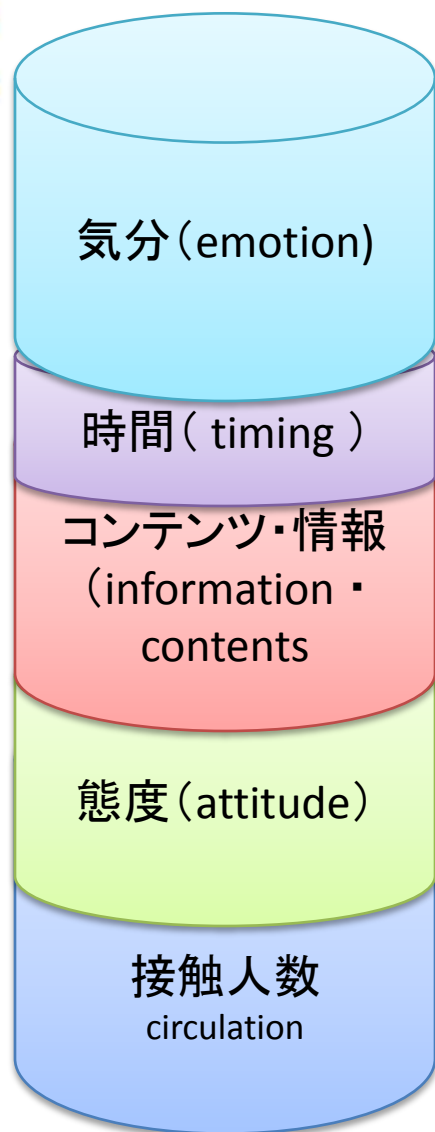 気分（emotion)
時間（ timing ）
コンテンツ・情報
（information ・
contents
態度（attitude）
接触人数
circulation